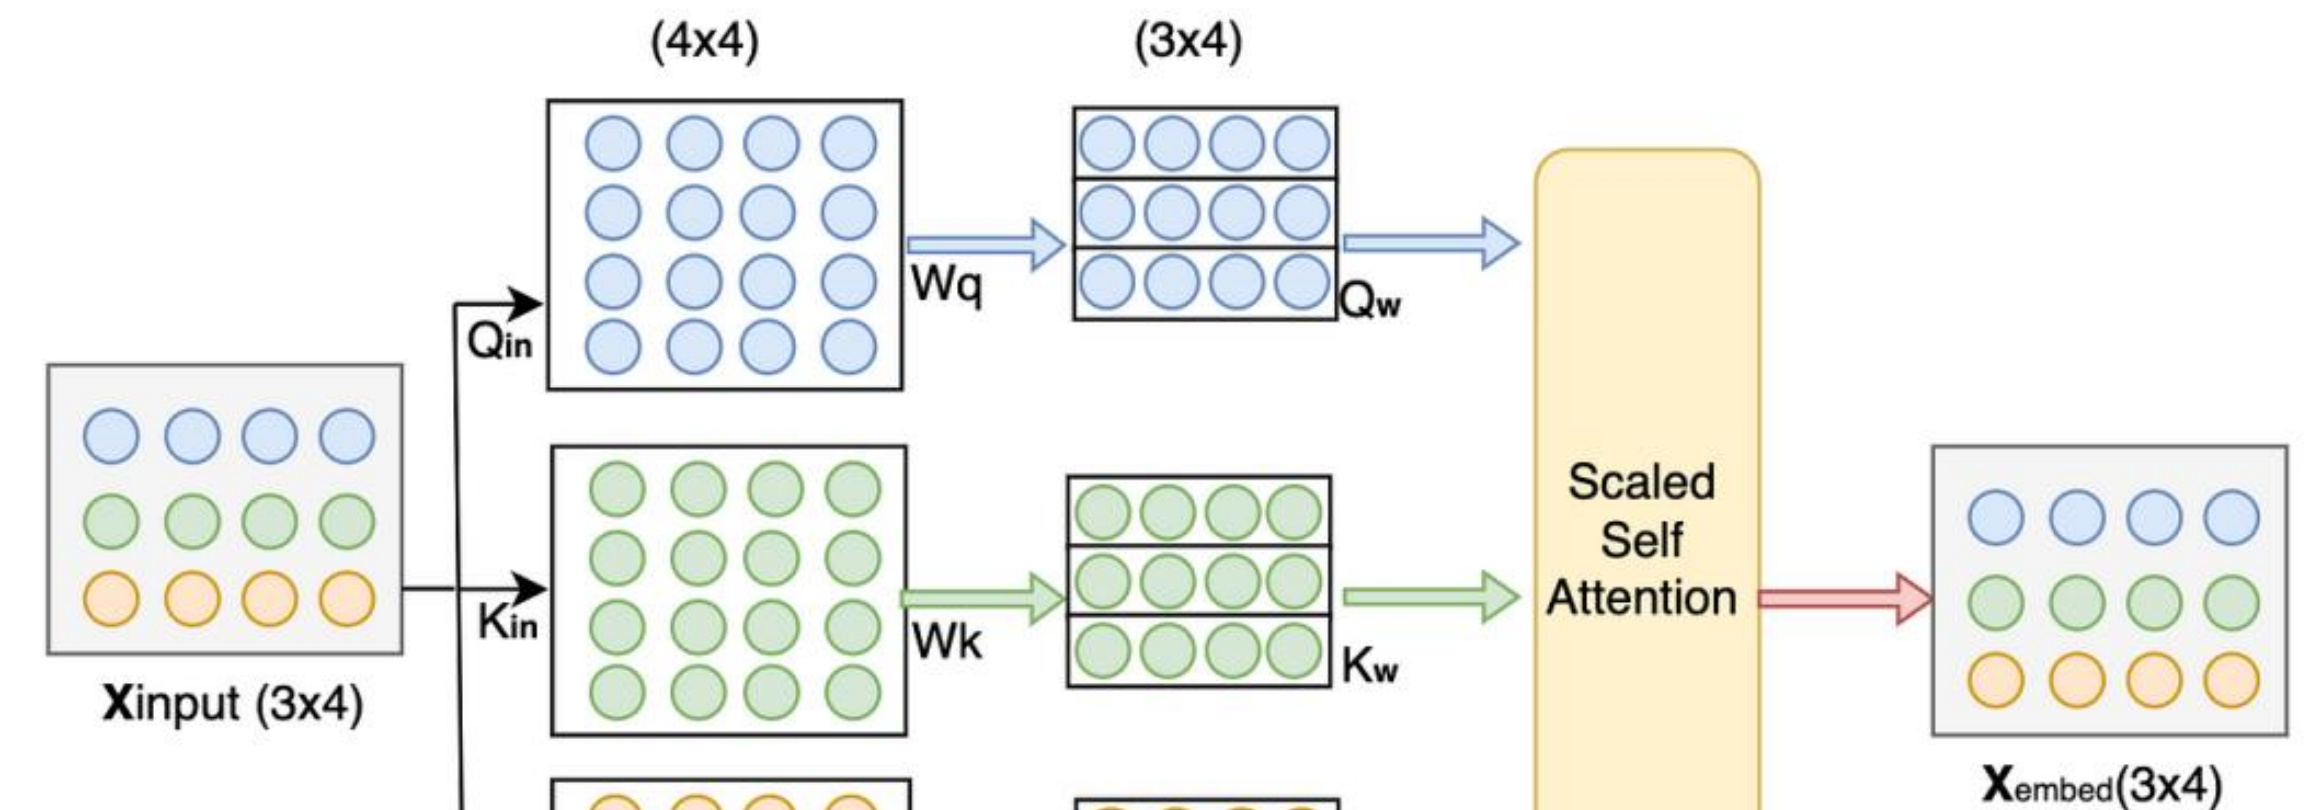 (4x4)
(3x4)
Wq
Qw
Qin
Scaled
Self
Attention
Kin
Wk
Kw
Xinput (3x4)
Xembed(3x4)